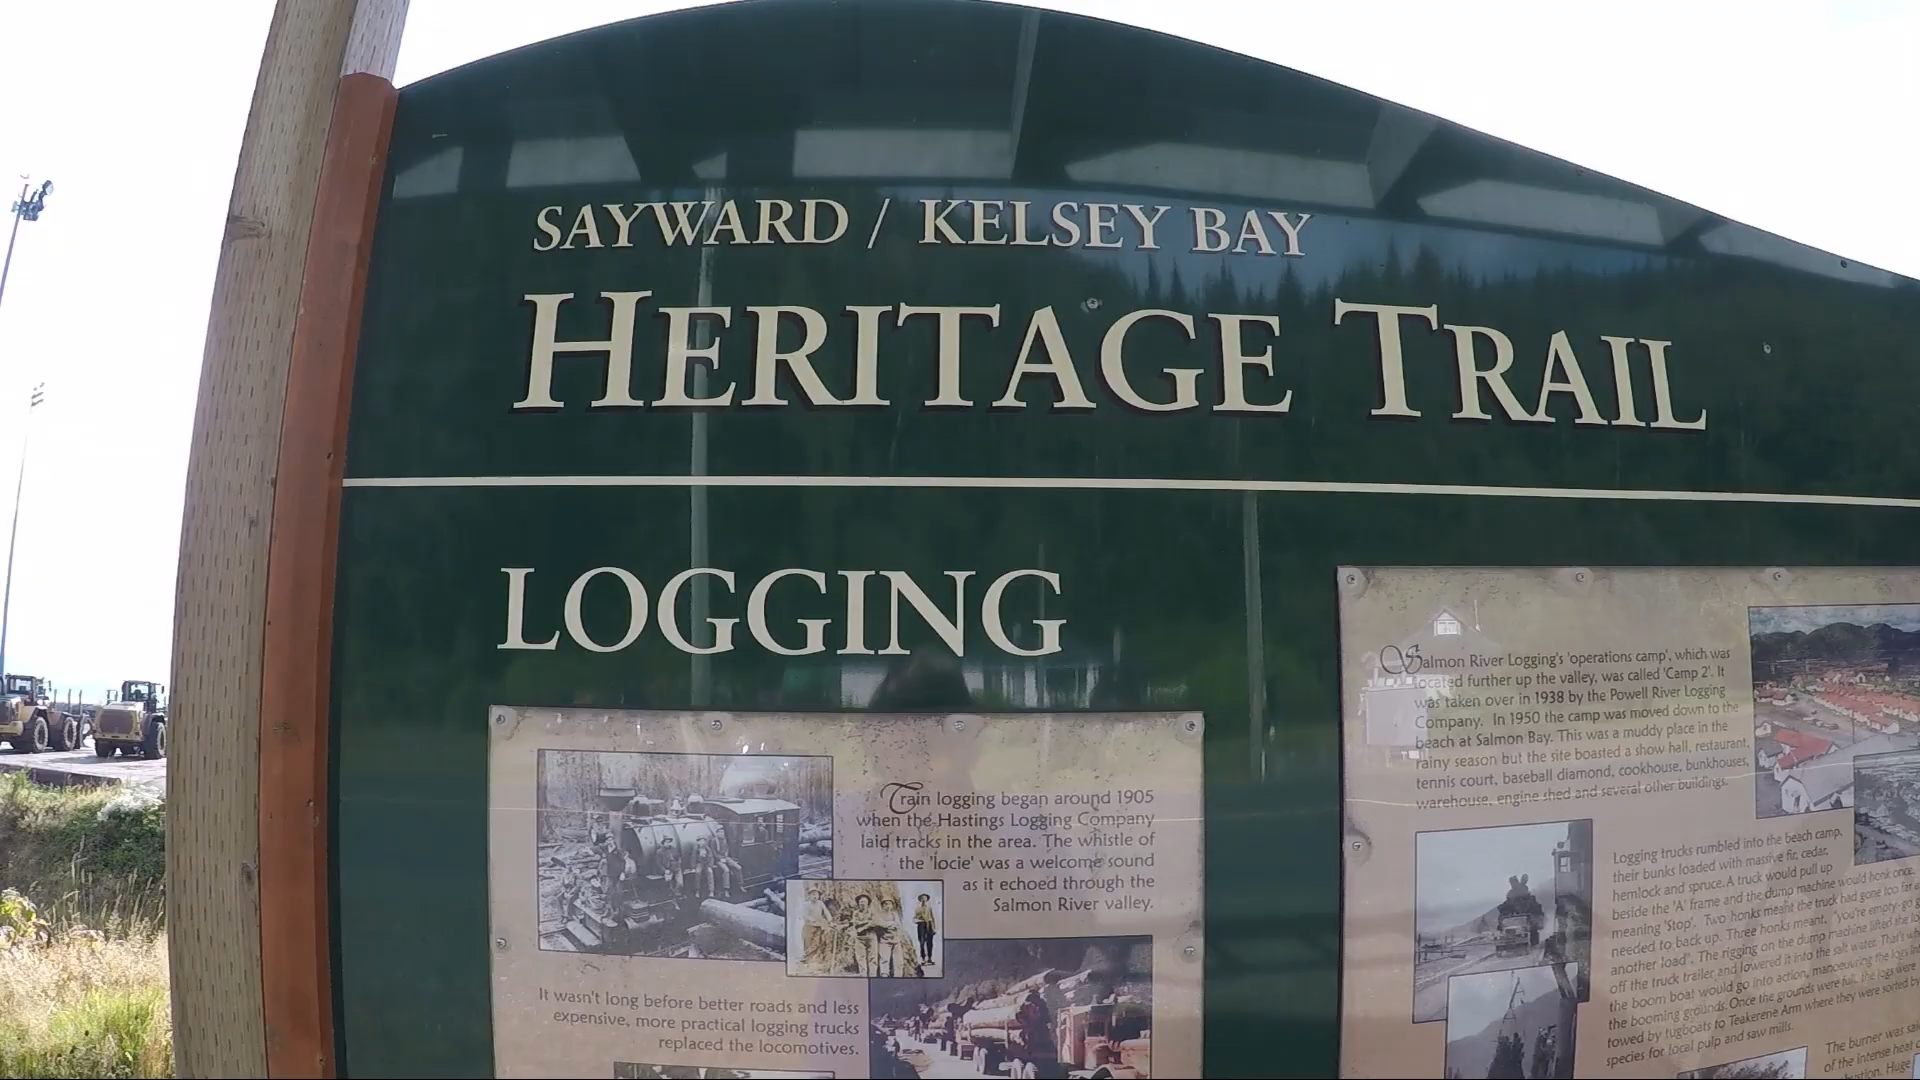 SAYWARD / KELSEY BAY
HERITAGE TRAIL
LOGGING
Train logging began around 1905
when the Hastings Logging Company
laid tracks in the area. The whistle of
the 'locie' was a welcome sound
as it echoed through the
Salmon River valley.
It wasn't long before better roads and less
expensive, more practical logging trucks
replaced the locomotives.
Salmon River Logging's 'operations camp', which was
located further up the valley, was called 'Camp 2'. It
was taken over in 1938 by the Powell River Logging
Company. In 1950 the camp was moved down to the
beach at Salmon Bay. This was a muddy place in the
rainy season but the site boasted a show hall, restaurant,
tennis court, baseball diamond, cookhouse, bunkhouses,
warehouse, engine shed and several other buildings.
Logging trucks rumbled into the beach camp,
their bunks loaded with massive fir, cedar,
hemlock and spruce. A truck would pull up
beside the 'A' frame and the dump machine would honk once,
meaning 'Stop'. Two honks meant the truck had gone too far
needed to back up. Three honks meant, "you're empty-go
another load". The rigging on the dump machine lifted the
off the truck trailer and lowered it into the salt water. That's
the boom boat would go into action, manoeuvring the logs
the booming grounds. Once the grounds were full, the logs were
towed by tugboats to Teakerene Arm where they were sorted by
species for local pulp and saw mills.
The burner was
of the intense heat
Huge